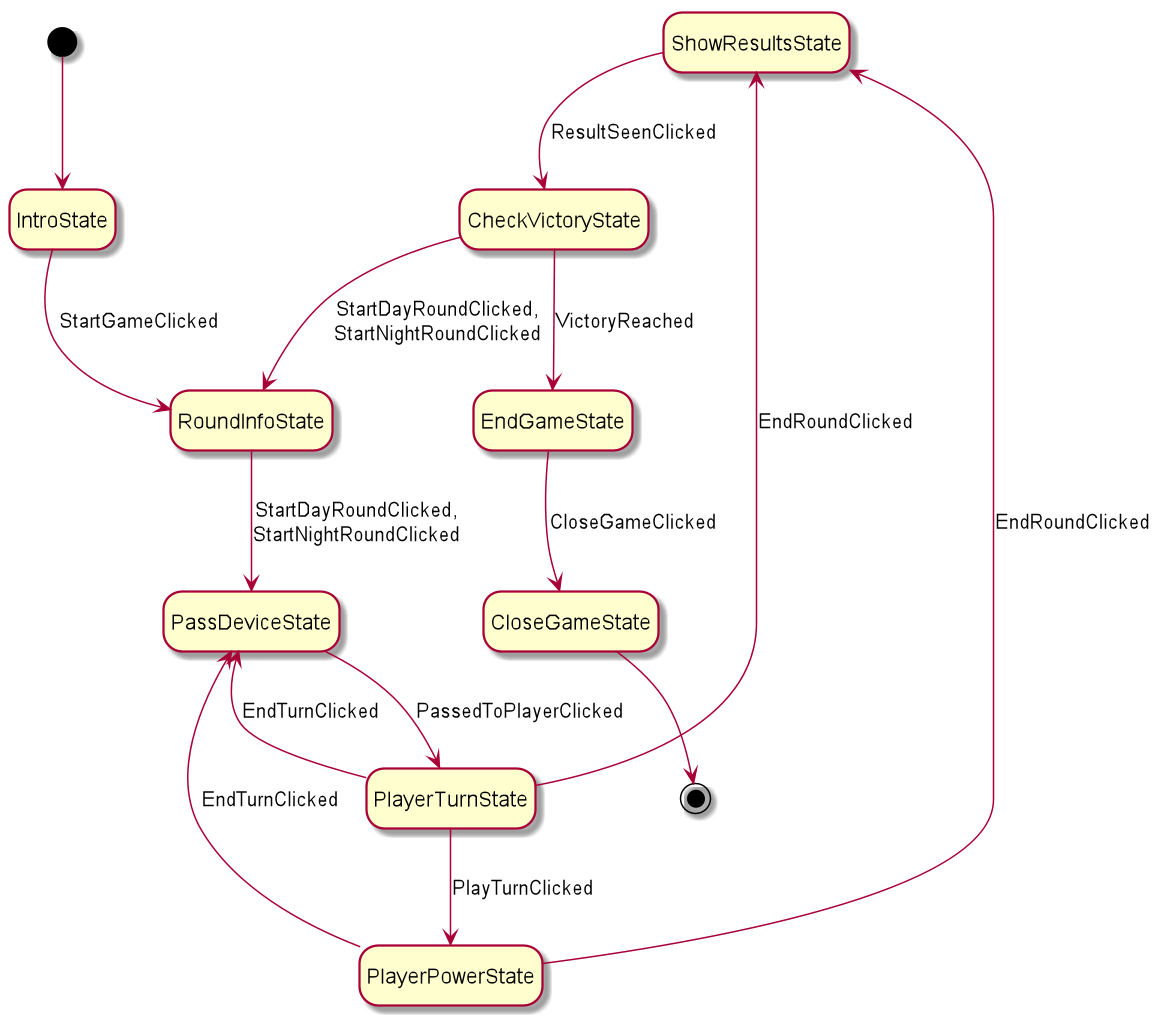 ShowResultsState
ResultSeenClicked
IntroState
CheckVictoryState
StartGameClicked
StartDayRoundClicked,
StartNightRoundClicked
VictoryReached
RoundInfoState
EndGameState
EndRoundClicked
StartDayRoundClicked,
StartNightRoundClicked
CloseGameClicked
EndRoundClicked
PassDeviceState
CloseGameState
EndTurnClicked
PassedToPlayerClicked
EndTurnClicked
PlayerTurnState
PlayTurnClicked
PlayerPowerState